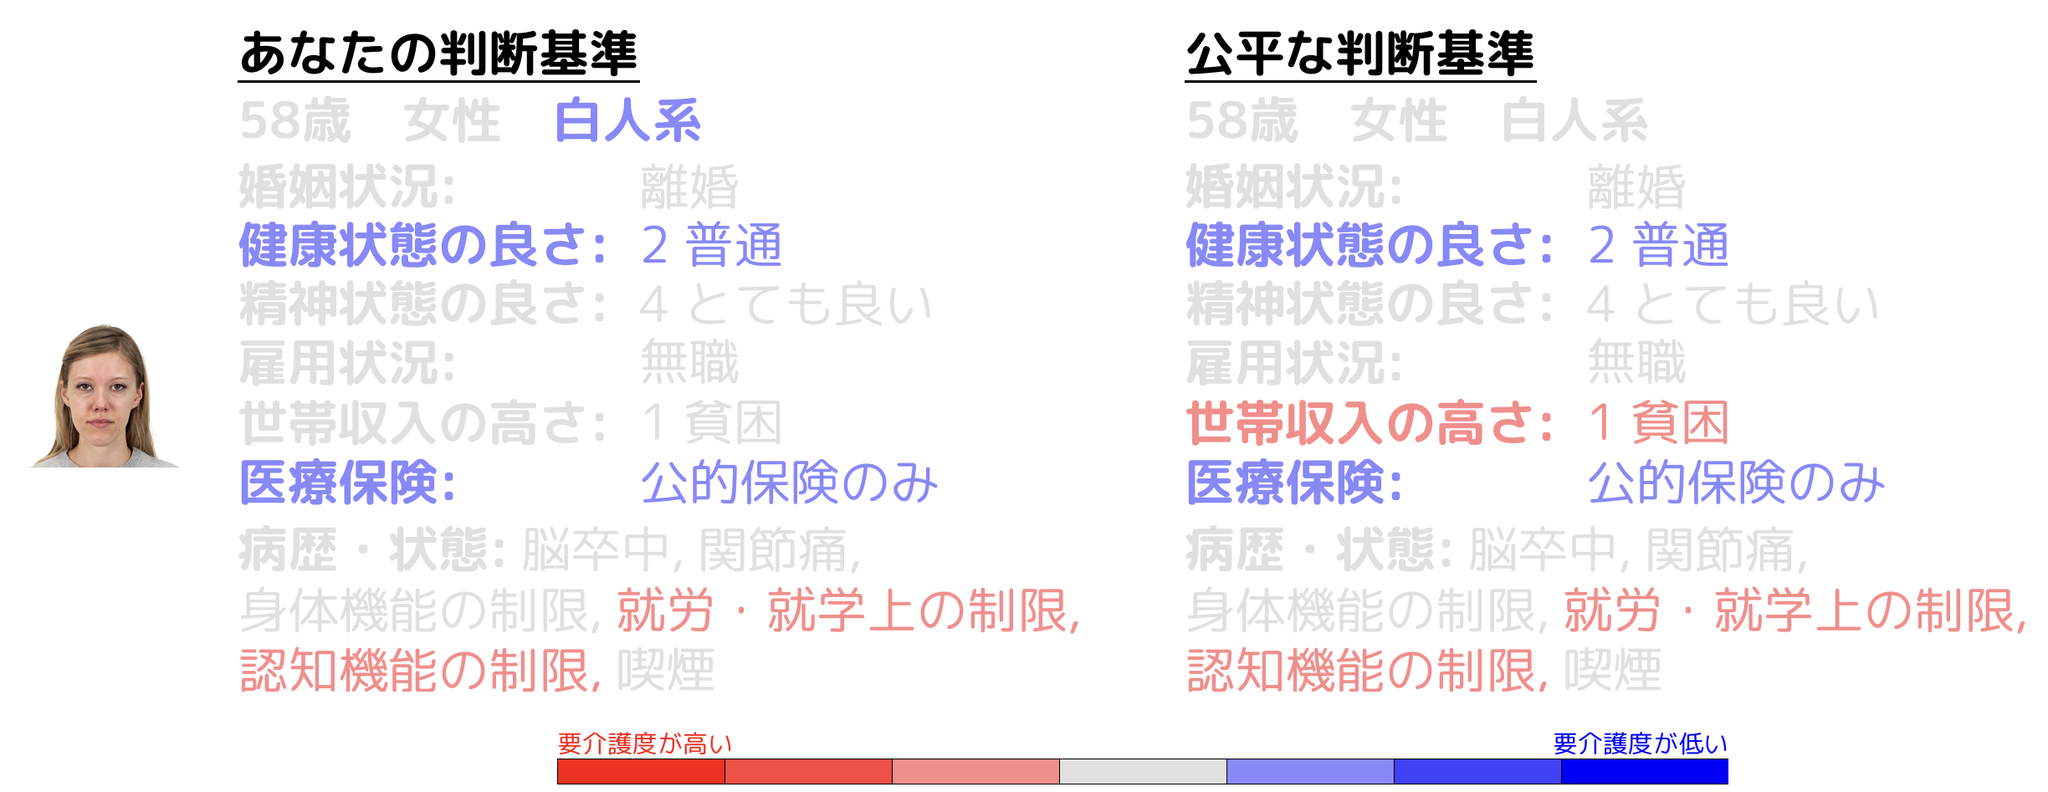 あなたの判断基準
58歳 女性 白人系
婚姻状況: 離婚
健康状態の良さ: 2 普通
精神状態の良さ: 4 とても良い
雇用状況: 無職
世帯収入の高さ: 1 貧困
医療保険: 公的保険のみ
病歴・状態: 脳卒中, 関節痛,
身体機能の制限, 就労・就学上の制限,
認知機能の制限, 喫煙
公平な判断基準
58歳 女性 白人系
婚姻状況: 離婚
健康状態の良さ: 2 普通
精神状態の良さ: 4 とても良い
雇用状況: 無職
世帯収入の高さ: 1 貧困
医療保険: 公的保険のみ
病歴・状態: 脳卒中, 関節痛,
身体機能の制限, 就労・就学上の制限,
認知機能の制限, 喫煙
要介護度が高い
要介護度が低い